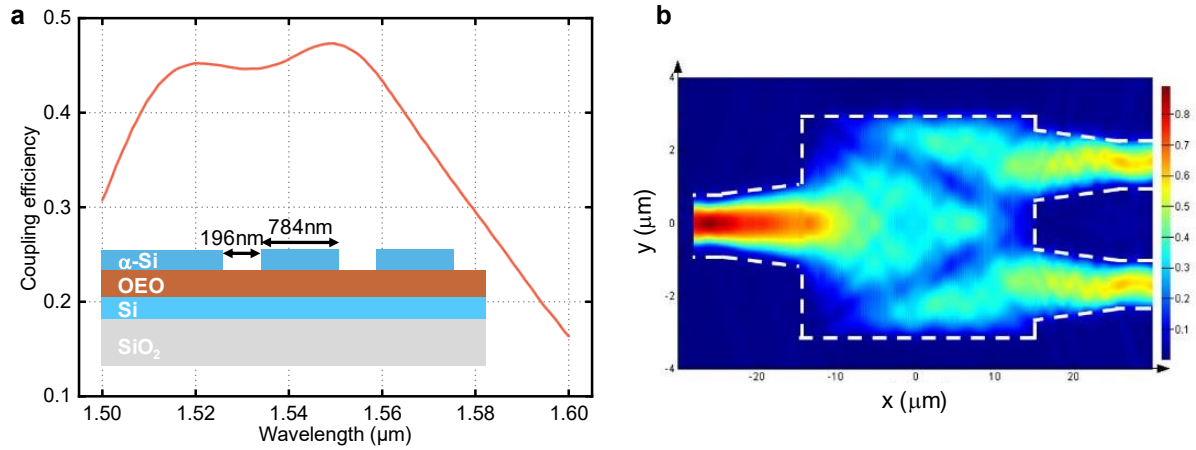 a
0.5
0.4
0.3
0.2
0.1
Coupling efficiency
784nm
196nm
α-Si
OEO
Si
SiO2
1.50
1.52
1.54
1.56
1.58
1.60
Wavelength (μm)
b
4
2
0
-2
-4
y (μm)
-20
-10
0
10
20
x (μm)
0.8
0.7
0.6
0.5
0.4
0.3
0.2
0.1